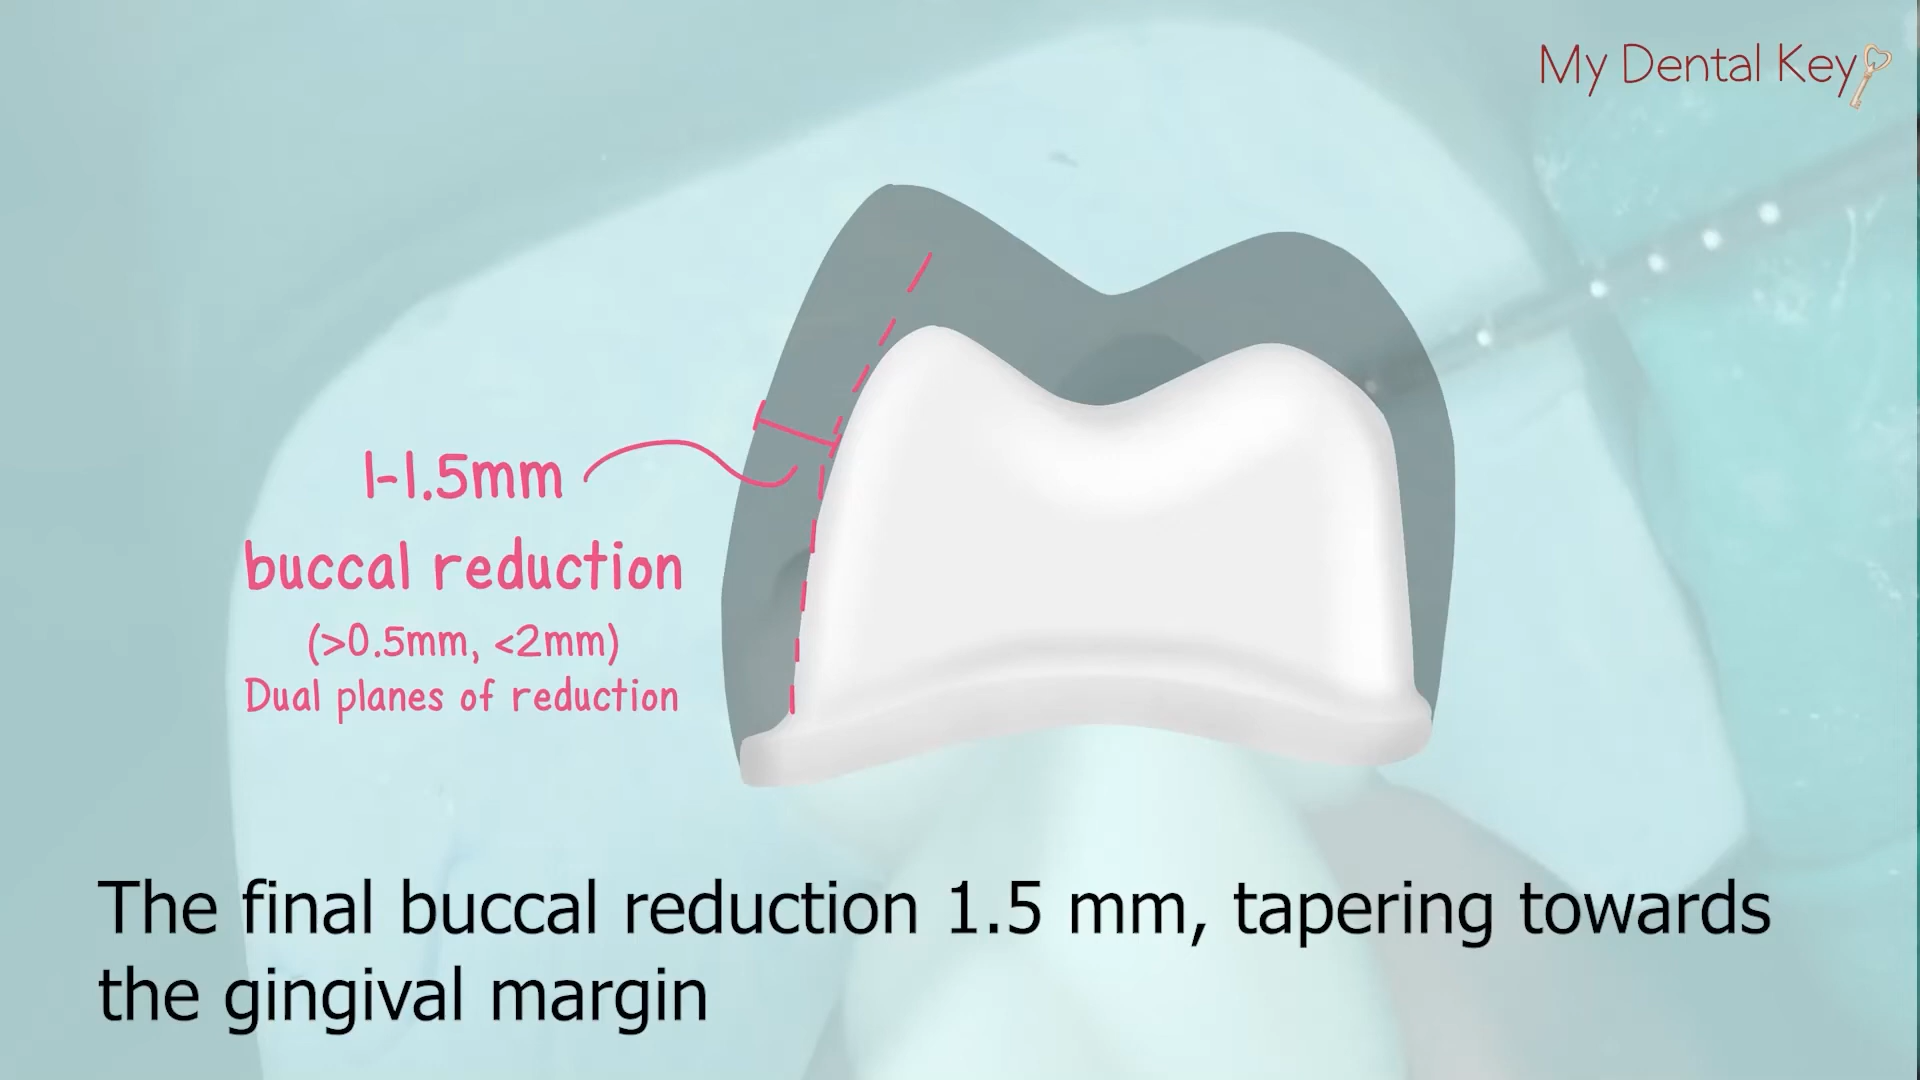 My Dental Key
1-1.5mm
buccal reduction
(>0.5mm, <2mm)
Dual planes of reduction
The final buccal reduction 1.5 mm, tapering towards
the gingival margin